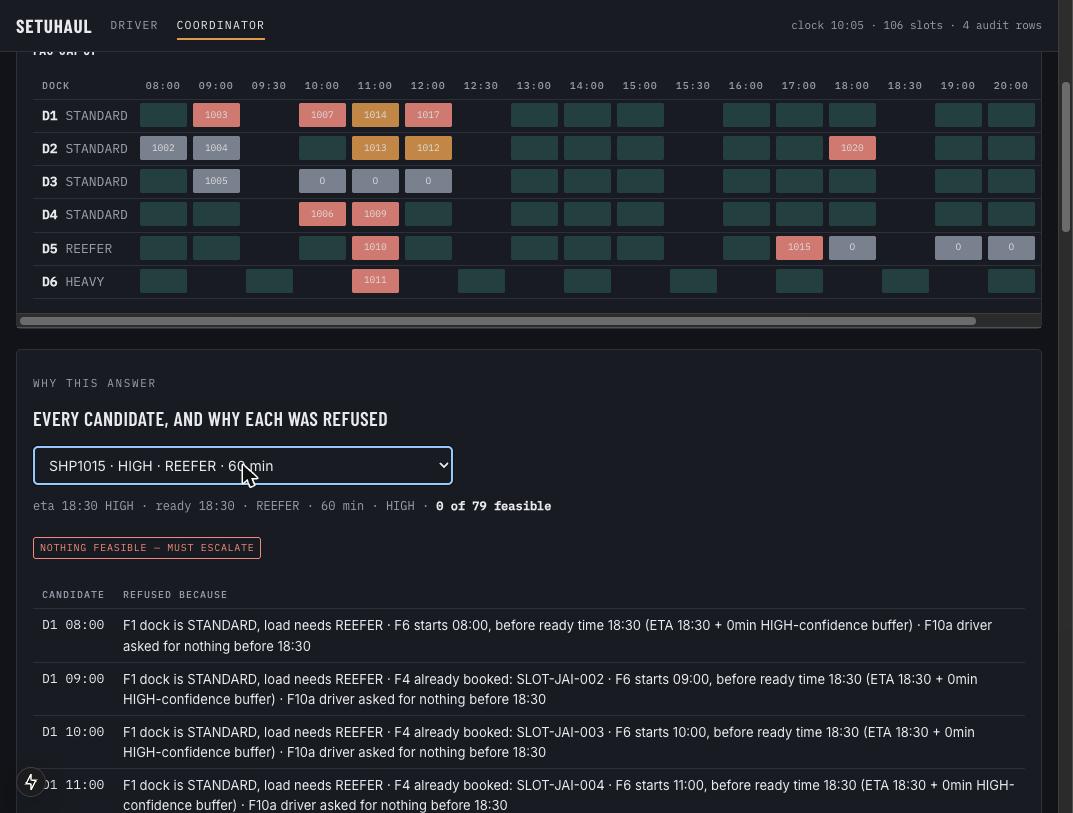 SETUHAUL DRIVER COORDINATOR clock 10:05 · 106 slots · 4 audit rows
DOCK 08:00 09:00 09:30 10:00 11:00 12:00 12:30 13:00 14:00 15:00 15:30 16:00 17:00 18:00 18:30 19:00 20:00
D1 STANDARD 1003 1007 1014 1017
D2 STANDARD 1002 1004 1013 1012 1020
D3 STANDARD 1005 O O O
D4 STANDARD 1006 1009
D5 REEFER 1010 1015 O O O
D6 HEAVY 1011
WHY THIS ANSWER
EVERY CANDIDATE, AND WHY EACH WAS REFUSED
SHP1015 · HIGH · REEFER · 60 min
eta 18:30 HIGH · ready 18:30 · REEFER · 60 min · HIGH · 0 of 79 feasible
NOTHING FEASIBLE — MUST ESCALATE
CANDIDATE REFUSED BECAUSE
D1 08:00 F1 dock is STANDARD, load needs REEFER · F6 starts 08:00, before ready time 18:30 (ETA 18:30 + 0min HIGH-confidence buffer) · F10a driver
asked for nothing before 18:30
D1 09:00 F1 dock is STANDARD, load needs REEFER · F4 already booked: SLOT-JAI-002 · F6 starts 09:00, before ready time 18:30 (ETA 18:30 + 0min
HIGH-confidence buffer) · F10a driver asked for nothing before 18:30
D1 10:00 F1 dock is STANDARD, load needs REEFER · F4 already booked: SLOT-JAI-003 · F6 starts 10:00, before ready time 18:30 (ETA 18:30 + 0min
HIGH-confidence buffer) · F10a driver asked for nothing before 18:30
D1 11:00 F1 dock is STANDARD, load needs REEFER · F4 already booked: SLOT-JAI-004 · F6 starts 11:00, before ready time 18:30 (ETA 18:30 + 0min HIGH-
confidence buffer) · F10a driver asked for nothing before 18:30